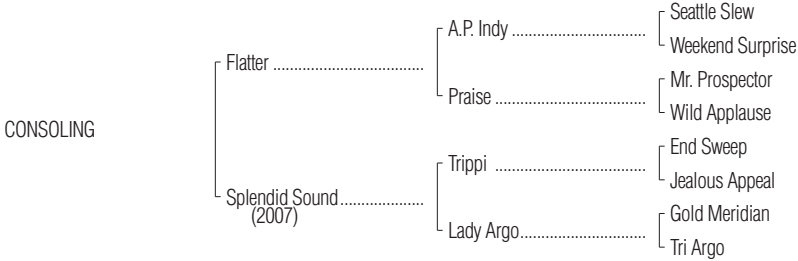 Seattle Slew
A.P. Indy ..................................
Weekend Surprise
Flatter ......................................
Mr. Prospector
Praise ......................................
Wild Applause
CONSOLING
End Sweep
Trippi ......................................
Jealous Appeal
Splendid Sound.....................
(2007)
Gold Meridian
Lady Argo................................
Tri Argo